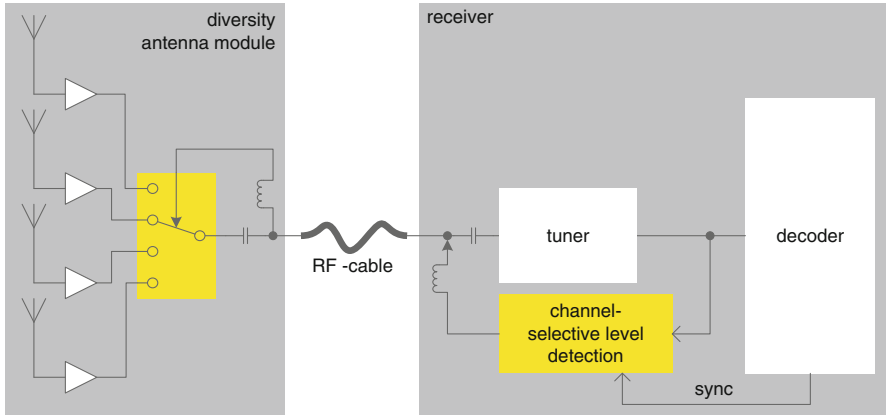 diversity
antenna module
receiver
RF -cable
tuner
decoder
channel-
selective level
detection
sync